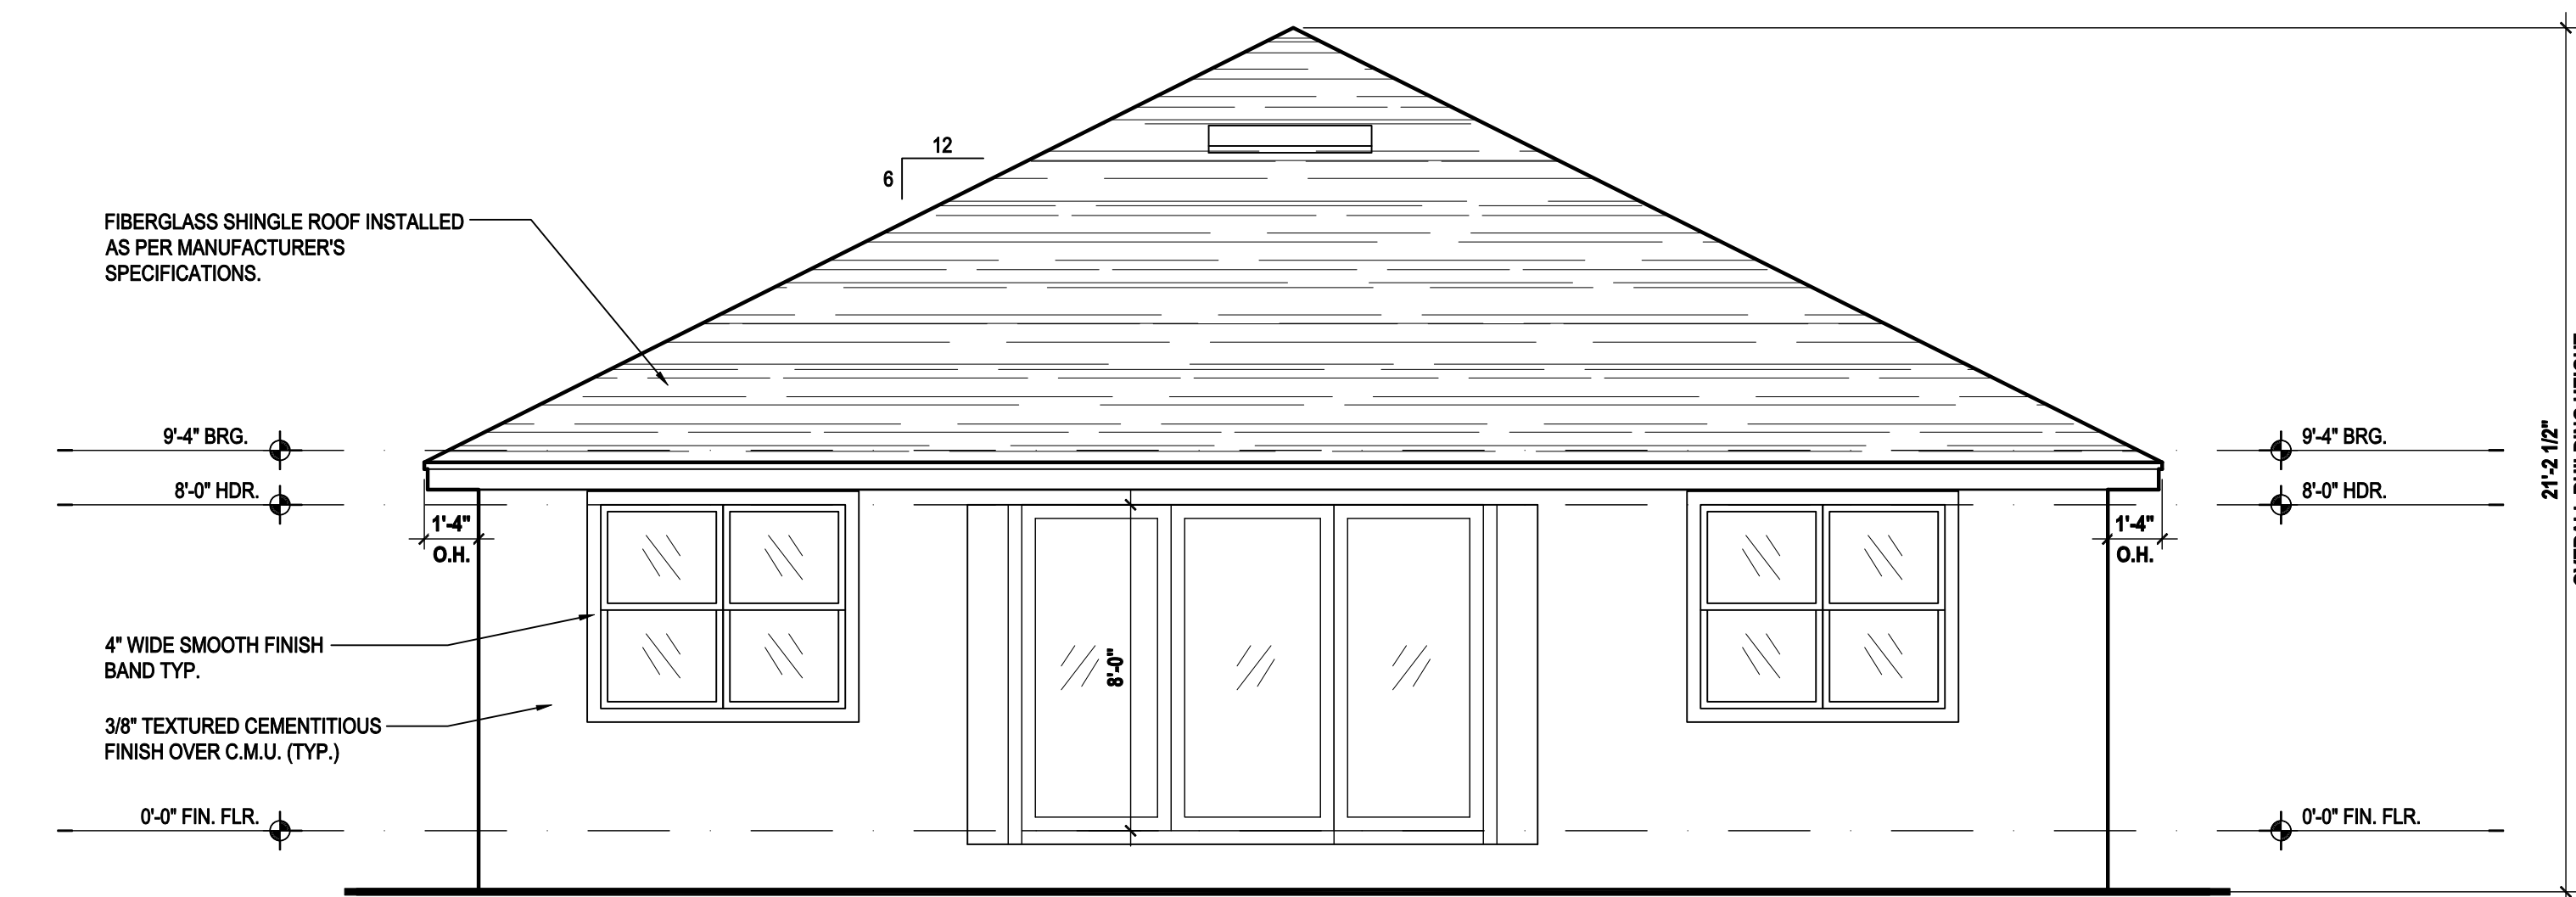 12
6
FIBERGLASS SHINGLE ROOF INSTALLED
AS PER MANUFACTURER'S
SPECIFICATIONS.
9'-4" BRG.
9'-4" BRG.
8'-0" HDR.
8'-0" HDR.
1'-4"
O.H.
1'-4"
O.H.
21'-2 1/2"
4" WIDE SMOOTH FINISH
BAND TYP.
8'-0"
3/8" TEXTURED CEMENTITIOUS
FINISH OVER C.M.U. (TYP.)
0'-0" FIN. FLR.
0'-0" FIN. FLR.